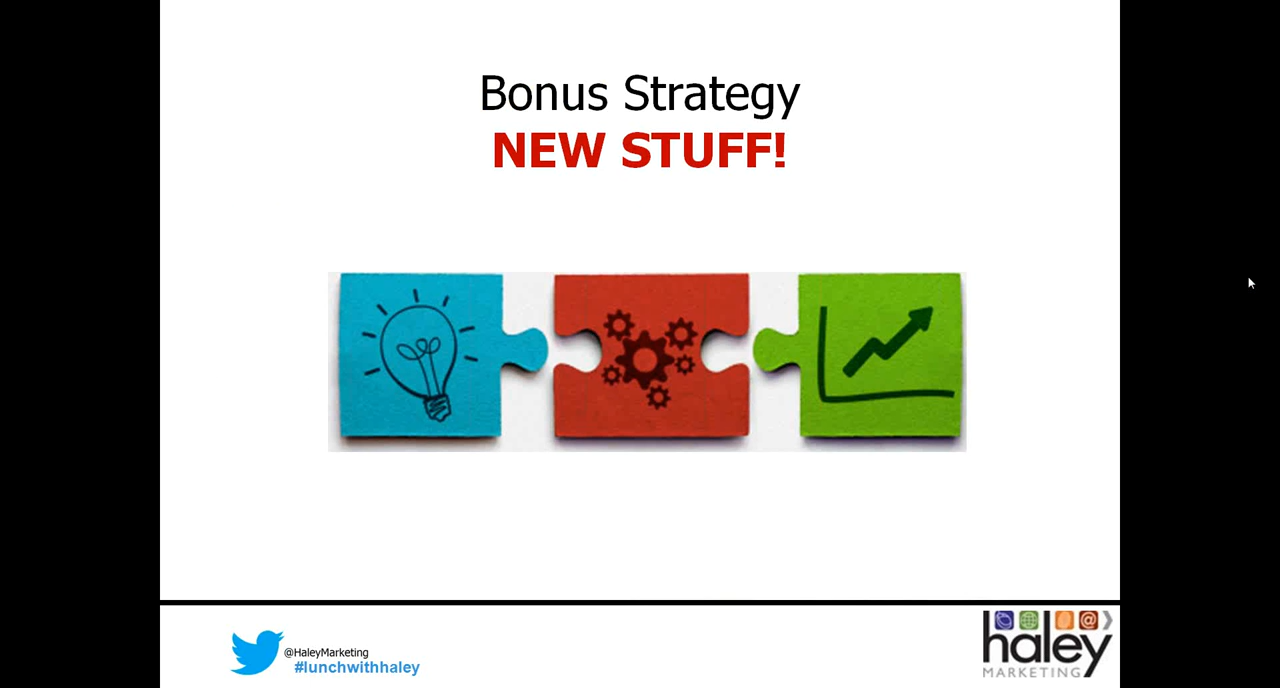 Bonus Strategy
NEW STUFF!
@HaleyMarketing
#lunchwithhaley
haley
MARKETING